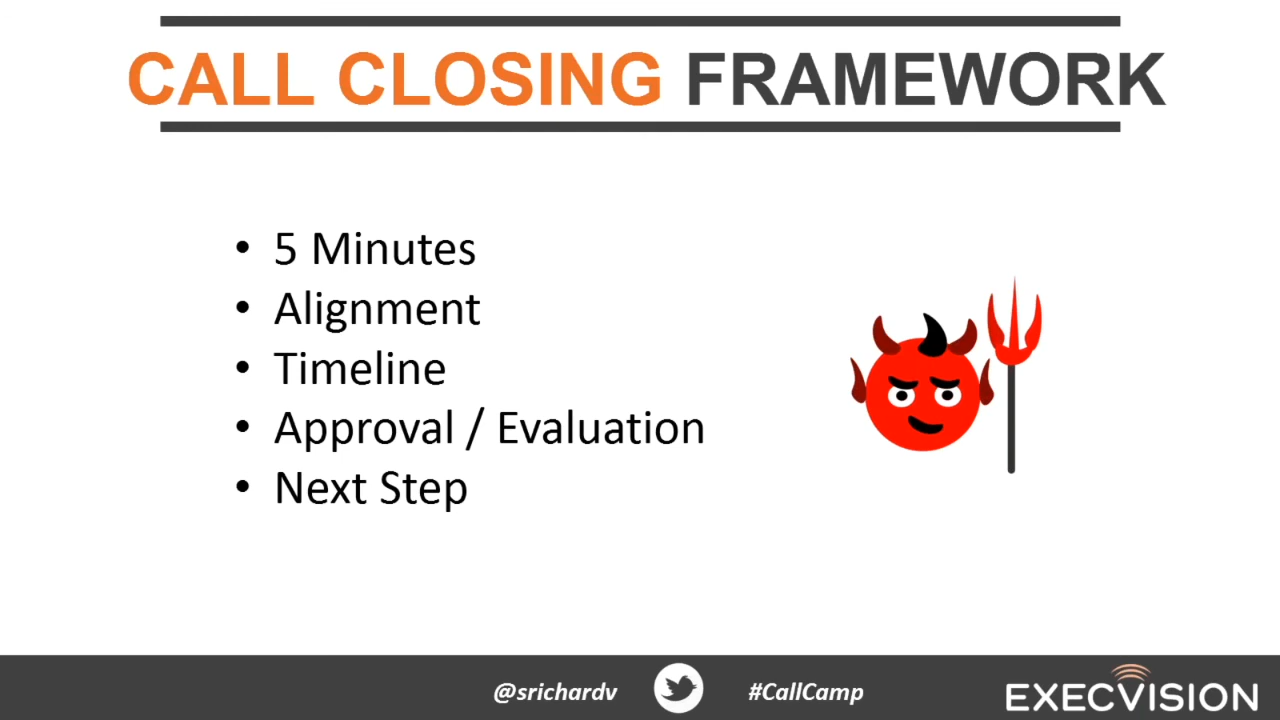 CALL CLOSING FRAMEWORK
• 5 Minutes
• Alignment
• Timeline
• Approval / Evaluation
• Next Step
@srichardv #CallCamp EXECVISION